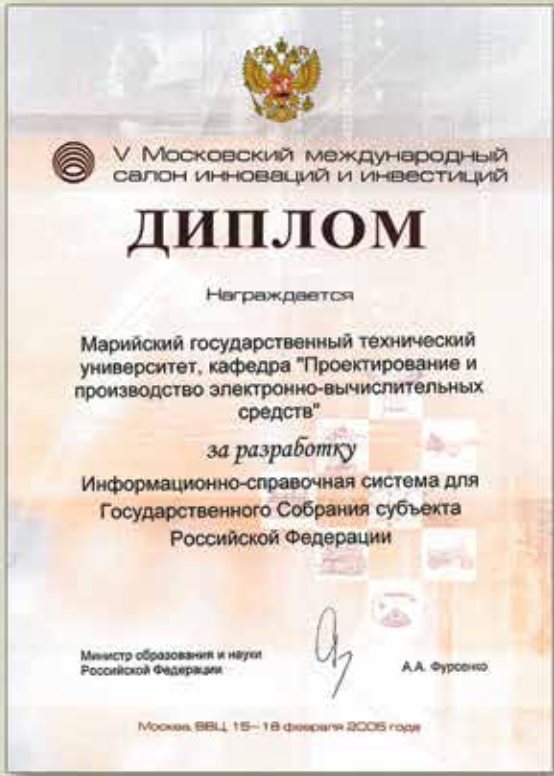 V Московский международный
салон инноваций и инвестиций
ДИПЛОМ
Награждается
Марийский государственный технический
университет, кафедра "Проектирование и
производство электронно-вычислительных
средств"
за разработку
Информационно-справочная система для
Государственного Собрания субъекта
Российской Федерации
Министр образования и науки
Российской Федерации
А.А. Фурсенко
Москва, ВВЦ, 15–18 февраля 2005 года